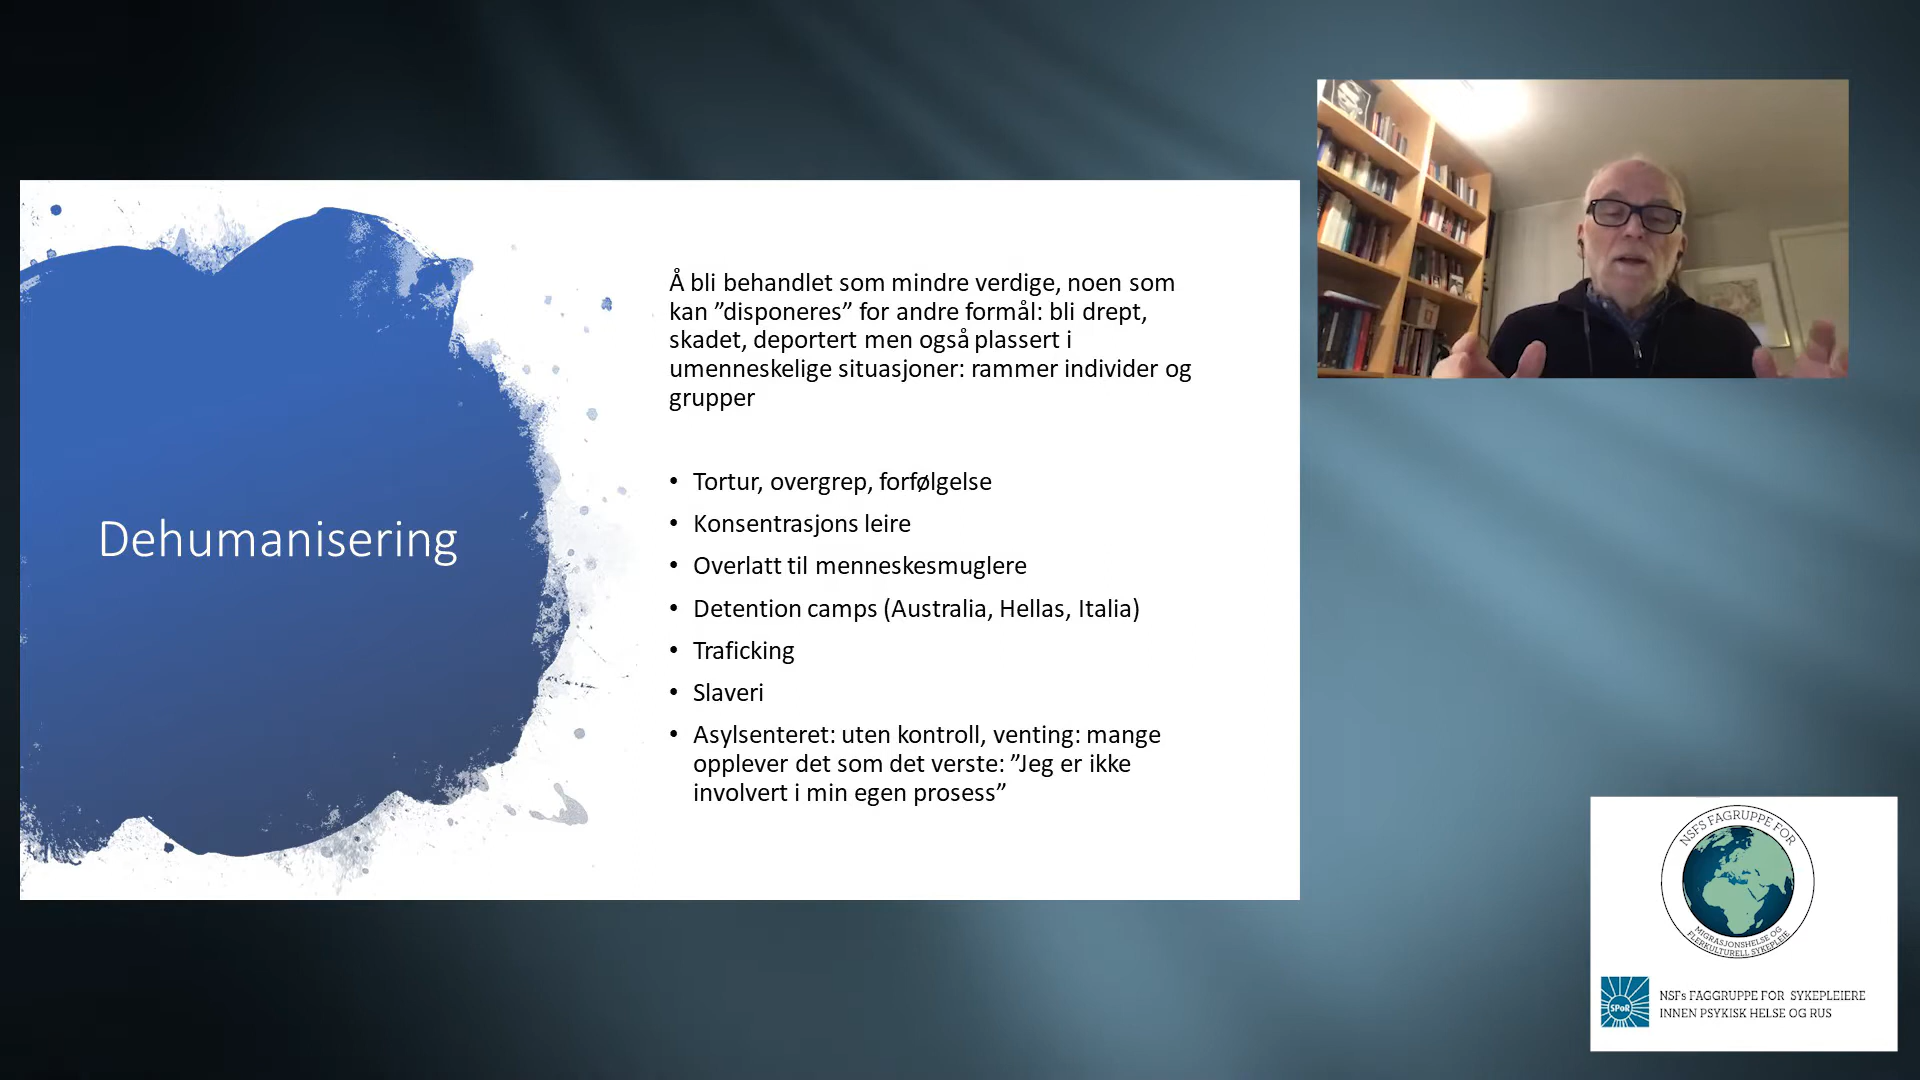 Dehumanisering
Å bli behandlet som mindre verdige, noen som
kan ”disponeres” for andre formål: bli drept,
skadet, deportert men også plassert i
umenneskelige situasjoner: rammer individer og
grupper
• Tortur, overgrep, forfølgelse
• Konsentrasjons leire
• Overlatt til menneskesmuglere
• Detention camps (Australia, Hellas, Italia)
• Traficking
• Slaveri
• Asylsenteret: uten kontroll, venting: mange
opplever det som det verste: ”Jeg er ikke
involvert i min egen prosess”
NSFS FAGRUPPE FOR
MIGRASJONSHELSE OG
FLERKULTURELL SYKEPLEIE
SPoR
NSFs FAGGRUPPE FOR SYKEPLEIERE
INNEN PSYKISK HELSE OG RUS